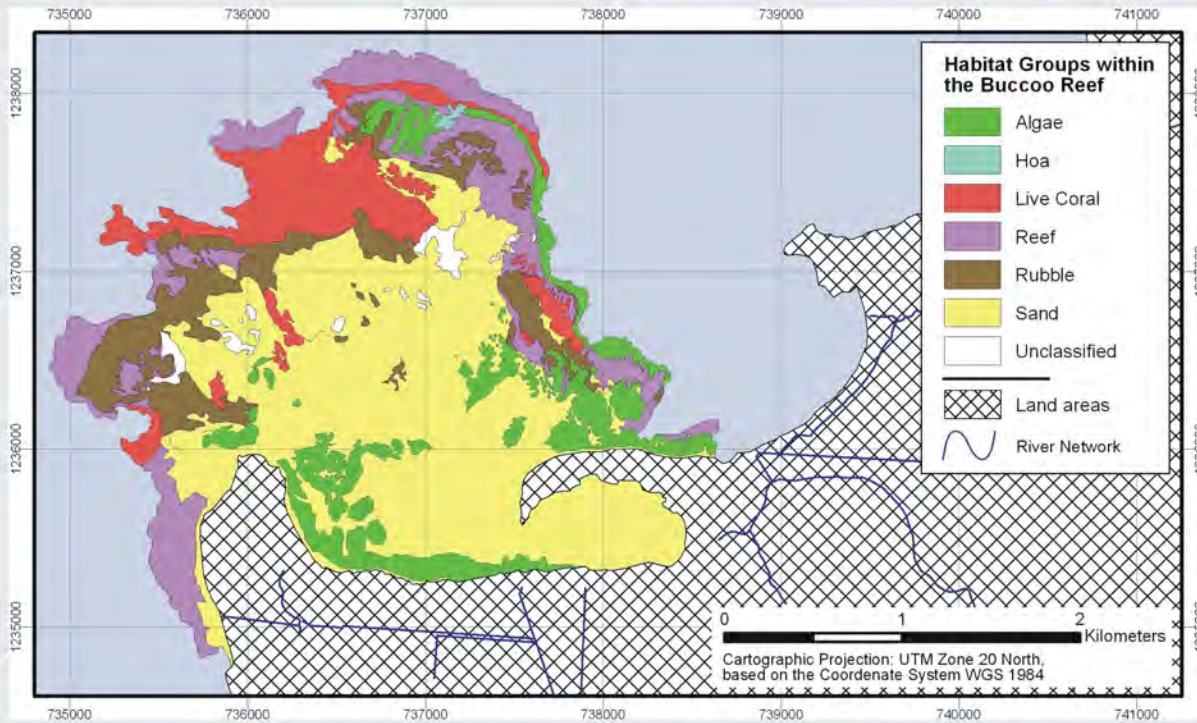 735000 736000 737000 738000 739000 740000 741000
1238000
1237000
1236000
1235000
Habitat Groups within
the Buccoo Reef
Algae
Hoa
Live Coral
Reef
Rubble
Sand
Unclassified
Land areas
River Network
0 1 2
Kilometers
Cartographic Projection: UTM Zone 20 North,
based on the Coordenate System WGS 1984
735000 736000 737000 738000 739000 740000 741000